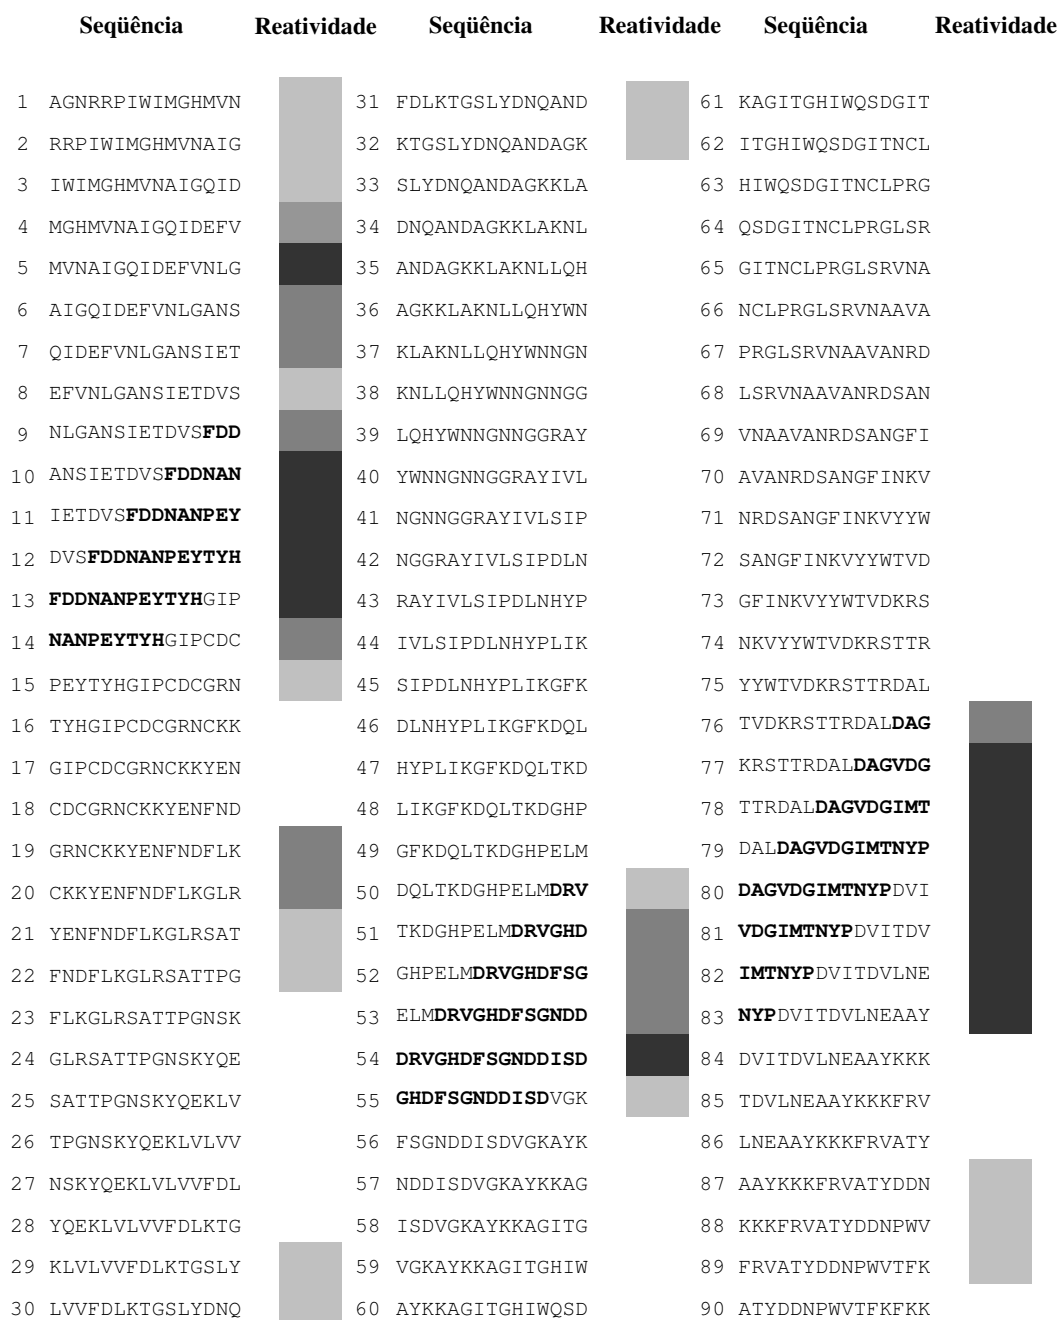 Seqüência Reatividade Seqüência Reatividade Seqüência Reatividade
1 AGNRRPIWIMGHMVN 31 FDLKTGSLYDNQAND 61 KAGITGHIWQSDGIT
2 RRPIWIMGHMVNAIG 32 KTGSLYDNQANDAGK 62 ITGHIWQSDGITNCL
3 IWIMGHMVNAIGQID 33 SLYDNQANDAGKKLA 63 HIWQSDGITNCLPRG
4 MGHMVNAIGQIDEFV 34 DNQANDAGKKLAKNL 64 QSDGITNCLPRGLSR
5 MVNAIGQIDEFVNLG 35 ANDAGKKLAKNLLQH 65 GITNCLPRGLSRVNA
6 AIGQIDEFVNLGANS 36 AGKKLAKNLLQHYWN 66 NCLPRGLSRVNAAVA
7 QIDEFVNLGANSIET 37 KLAKNLLQHYWNNGN 67 PRGLSRVNAAVANRD
8 EFVNLGANSIETDVS 38 KNLLQHYWNNGNNGG 68 LSRVNAAVANRDSAN
9 NLGANSIETDVSFDD 39 LQHYWNNGNNGGRAY 69 VNAAVANRDSANGFI
10 ANSIETDVSFDDNAN 40 YWNNGNNGGRAYIVL 70 AVANRDSANGFINKV
11 IETDVSFDDNANPEY 41 NGNNGGRAYIVLSIP 71 NRDSANGFINKVYYW
12 DVSFDDNANPEYTYH 42 NGGRAYIVLSIPDLN 72 SANGFINKVYYWTVD
13 FDDNANPEYTYHGIP 43 RAYIVLSIPDLNHYP 73 GFINKVYYWTVDKRS
14 NANPEYTYHGIPCDC 44 IVLSIPDLNHYPLIK 74 NKVYYWTVDKRSTTR
15 PEYTYHGIPCDCGRN 45 SIPDLNHYPLIKGFK 75 YYWTVDKRSTTRDAL
16 TYHGIPCDCGRNCKK 46 DLNHYPLIKGFKDQL 76 TVDKRSTTRDALDAG
17 GIPCDCGRNCKKYEN 47 HYPLIKGFKDQLTKD 77 KRSTTRDALDAGVDG
18 CDCGRNCKKYENFND 48 LIKGFKDQLTKDGHP 78 TTRDALDAGVDGIMT
19 GRNCKKYENFNDFLK 49 GFKDQLTKDGHPELM 79 DALDAGVDGIMTNYP
20 CKKYENFNDFLKGLR 50 DQLTKDGHPELMDRV 80 DAGVDGIMTNYPDVI
21 YENFNDFLKGLRSAT 51 TKDGHPELMDRVGHD 81 VDGIMTNYPDVITDV
22 FNDFLKGLRSATTPG 52 GHPELMDRVGHDFSG 82 IMTNYPDVITDVLNE
23 FLKGLRSATTPGNSK 53 ELMDRVGHDFSGNDD 83 NYPDVITDVLNEAAY
24 GLRSATTPGNSKYQE 54 DRVGHDFSGNDDISD 84 DVITDVLNEAAYKKK
25 SATTPGNSKYQEKLV 55 GHDFSGNDDISDVGK 85 TDVLNEAAYKKKFRV
26 TPGNSKYQEKLVLVV 56 FSGNDDISDVGKAYK 86 LNEAAYKKKFRVATY
27 NSKYQEKLVLVVFDL 57 NDDISDVGKAYKKAG 87 AAYKKKFRVATYDDN
28 YQEKLVLVVFDLKTG 58 ISDVGKAYKKAGITG 88 KKKFRVATYDDNPWV
29 KLVLVVFDLKTGSLY 59 VGKAYKKAGITGHIW 89 FRVATYDDNPWVTFK
30 LVVFDLKTGSLYDNQ 60 AYKKAGITGHIWQSD 90 ATYDDNPWVTFKFKK